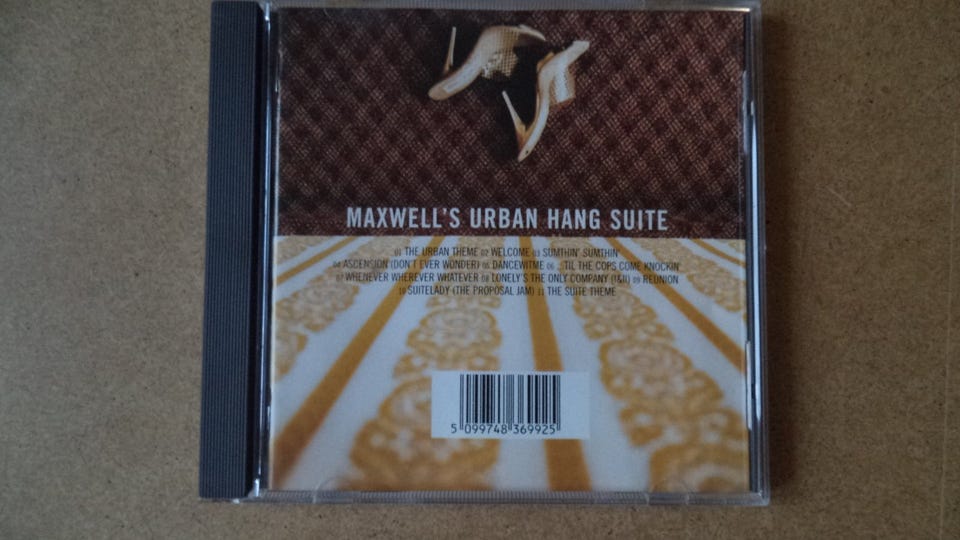 MAXWELL'S URBAN HANG SUITE
01 THE URBAN THEME 02 WELCOME 03 SUMTHIN' SUMTHIN'
04 ASCENSION (DON'T EVER WONDER) 05 DANCEWITME 06 ...TIL THE COPS COME KNOCKIN'
07 WHENEVER WHEREVER WHATEVER 08 LONELY'S THE ONLY COMPANY (I&II) 09 REUNION
10 SUITELADY (THE PROPOSAL JAM) 11 THE SUITE THEME
5 099748 369925